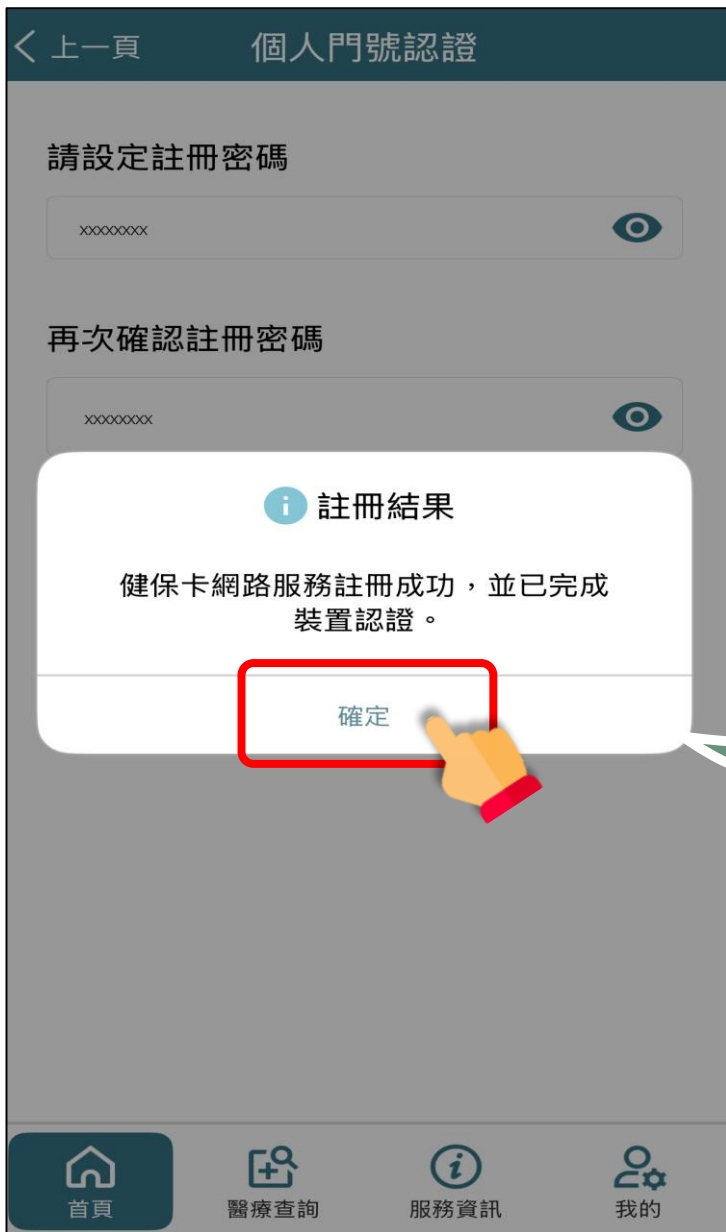 上一頁 個人門號認證
請設定註冊密碼
xxxxxxxx
再次確認註冊密碼
xxxxxxxx
註冊結果
健保卡網路服務註冊成功，並已完成
裝置認證。
確定
首頁 醫療查詢 服務資訊 我的